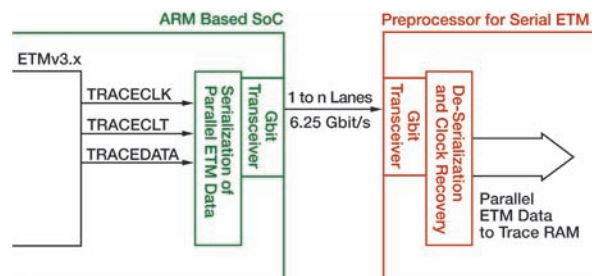 ARM Based SoC
Preprocessor for Serial ETM
ETMv3.x
TRACECLK
TRACECLT
TRACEDATA
Serialization of
Parallel ETM Data
Gbit
Transceiver
1 to n Lanes
6.25 Gbit/s
Gbit
Transceiver
De-Serialization
and Clock Recovery
Parallel
ETM Data
to Trace RAM